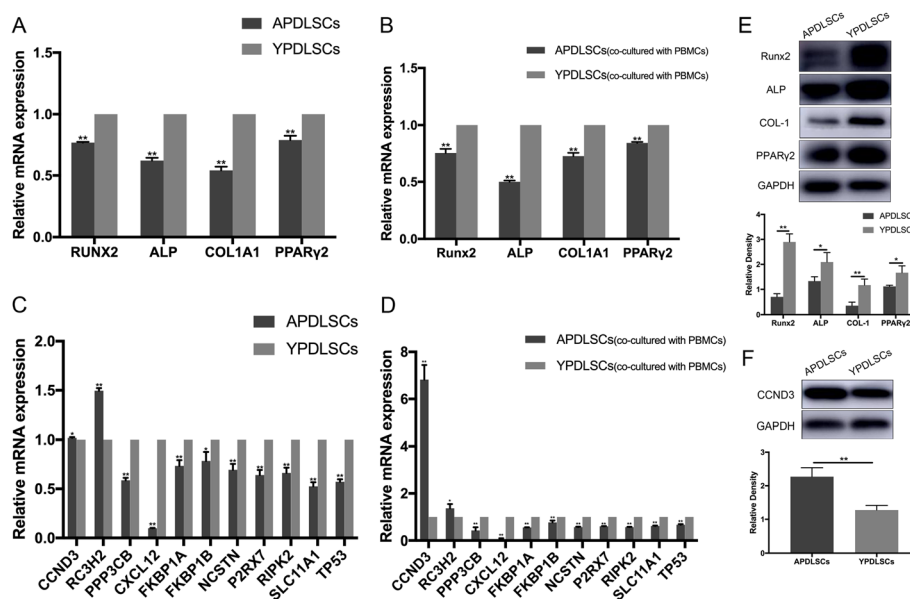 A
APDLSCs
YPDLSCs
Relative mRNA expression
1.5
1.0
0.5
0.0
** ** ** **
RUNX2 ALP COL1A1 PPARγ2
B
APDLSCs(co-cultured with PBMCs)
YPDLSCs(co-cultured with PBMCs)
Relative mRNA expression
1.5
1.0
0.5
0.0
** ** ** **
Runx2 ALP COL1A1 PPARγ2
C
APDLSCs
YPDLSCs
Relative mRNA expression
2.0
1.5
1.0
0.5
0.0
* ** ** ** ** * ** ** ** ** **
CCND3 RC3H2 PPP3CB CXCL12 FKBP1A FKBP1B NCSTN P2RX7 RIPK2 SLC11A1 TP53
D
APDLSCs(co-cultured with PBMCs)
YPDLSCs(co-cultured with PBMCs)
Relative mRNA expression
8
6
4
2
0
** * ** ** ** ** ** ** ** ** **
CCND3 RC3H2 PPP3CB CXCL12 FKBP1A FKBP1B NCSTN P2RX7 RIPK2 SLC11A1 TP53
E
APDLSCs YPDLSCs
Runx2
ALP
COL-1
PPARγ2
GAPDH
APDLSC
YPDLSC
Relative Density
4
3
2
1
0
** * ** *
Runx2 ALP COL-1 PPARγ2
F
APDLSCs YPDLSCs
CCND3
GAPDH
Relative Density
3
2
1
0
**
APDLSCs YPDLSCs